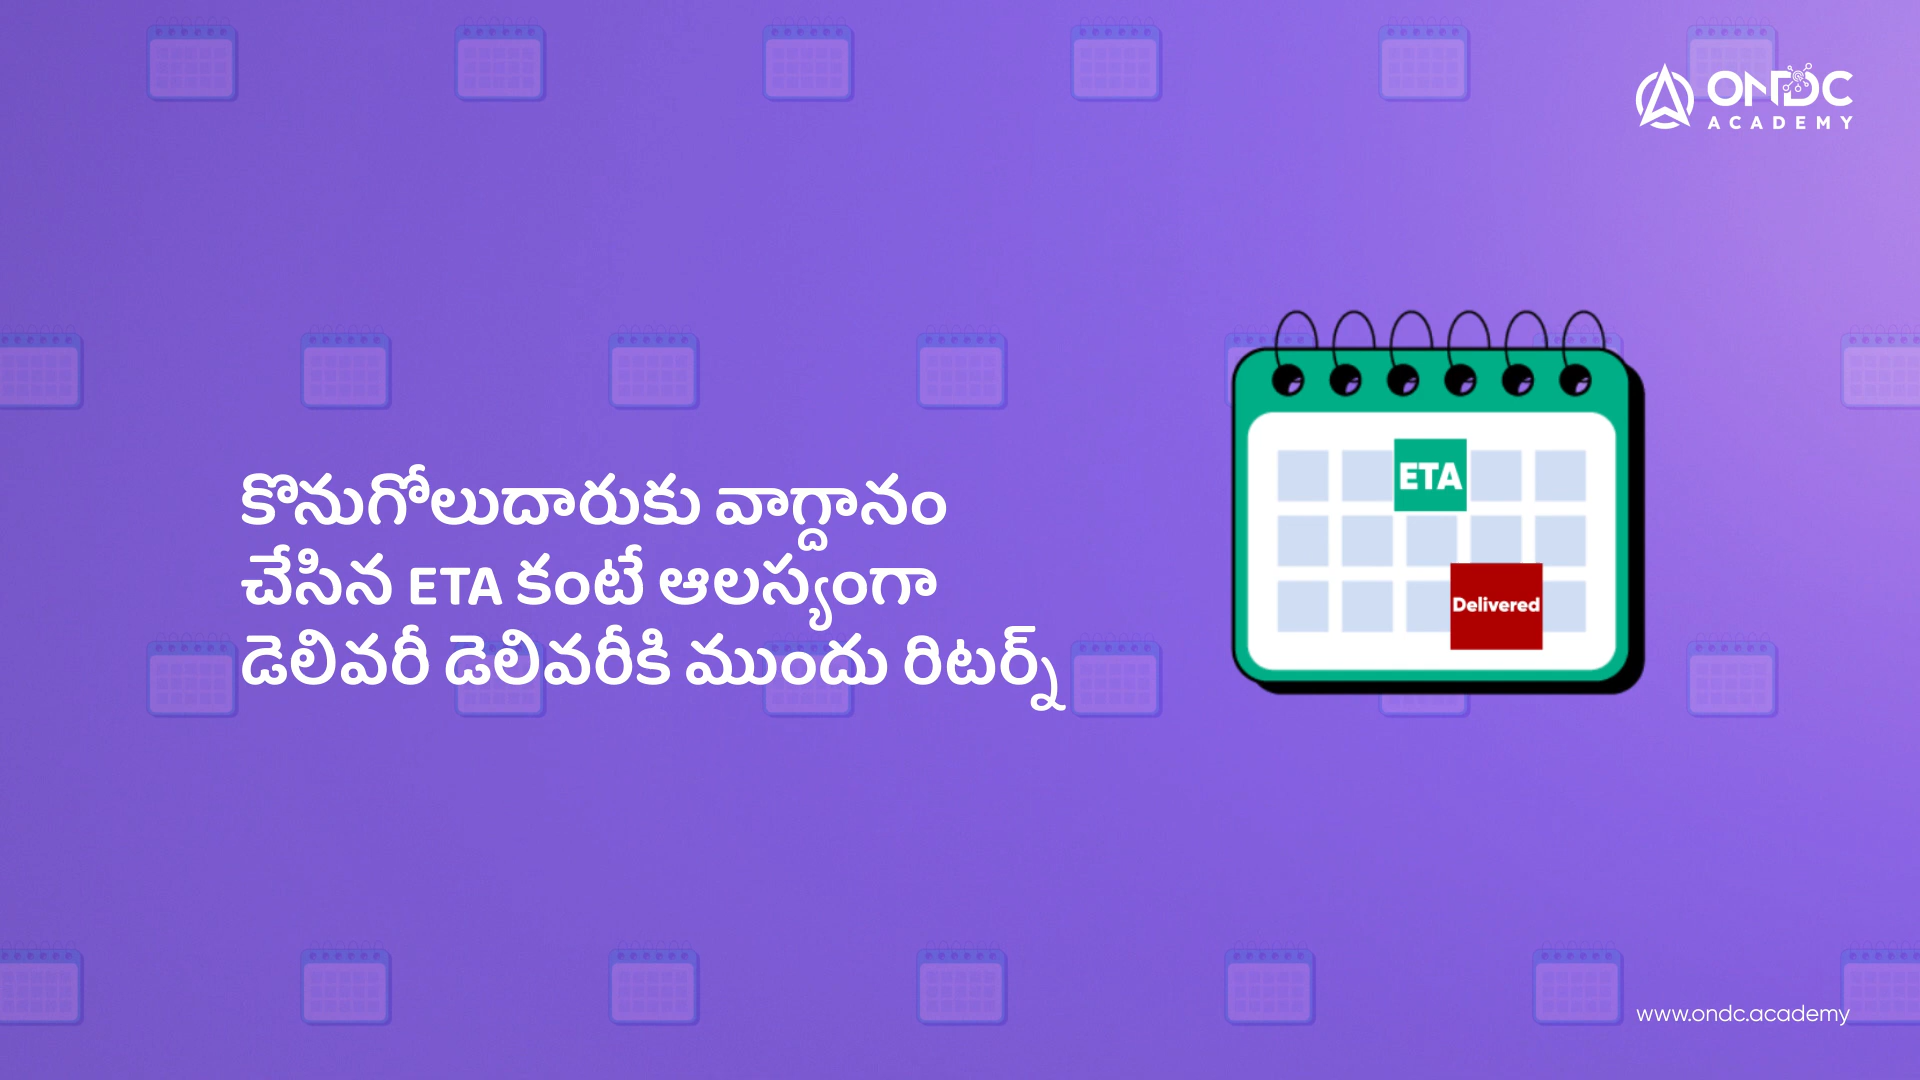 ONDC
ACADEMY
కొనుగోలుదారుకు వాగ్దానం
చేసిన ETA కంటే ఆలస్యంగా
డెలివరీ డెలివరీకి ముందు రిటర్న్
ETA
Delivered
www.ondc.academy